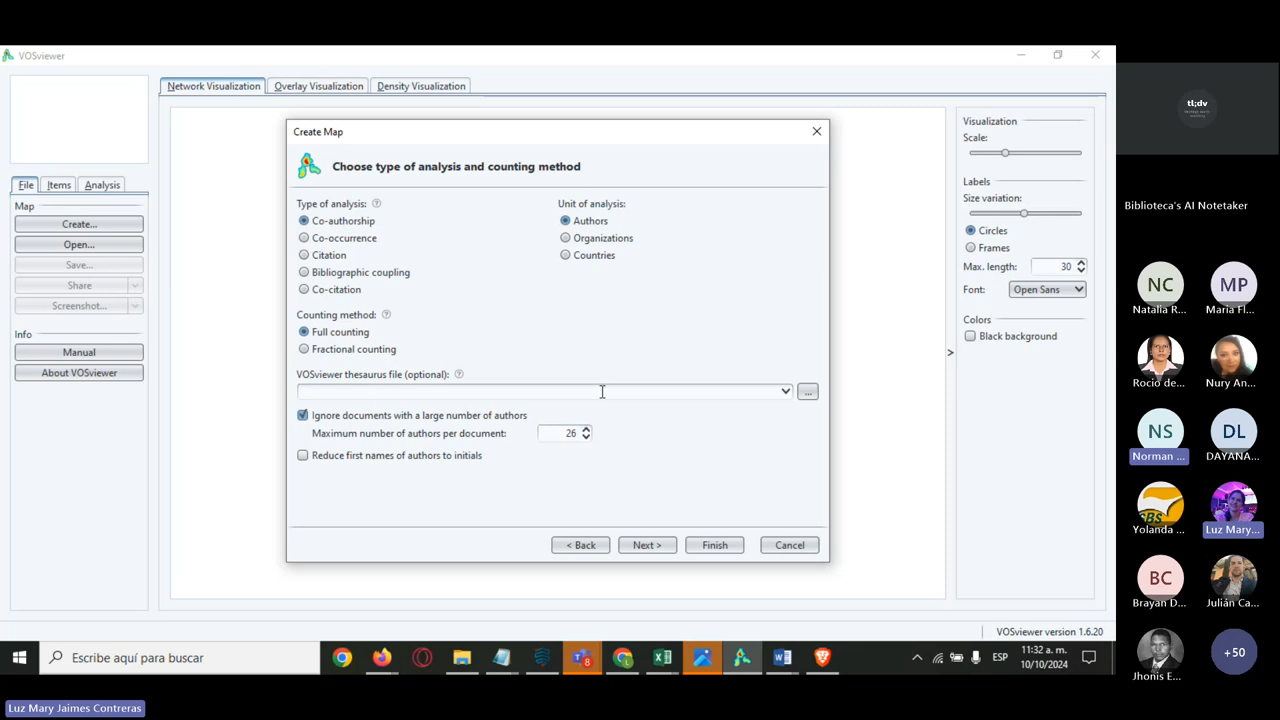 VOSviewer
Network Visualization
Overlay Visualization
Density Visualization
File
Items
Analysis
Map
Create...
Open...
Save...
Share
Screenshot...
Info
Manual
About VOSviewer
Create Map
Choose type of analysis and counting method
Type of analysis:
Co-authorship
Co-occurrence
Citation
Bibliographic coupling
Co-citation
Unit of analysis:
Authors
Organizations
Countries
Counting method:
Full counting
Fractional counting
VOSviewer thesaurus file (optional):
...
Ignore documents with a large number of authors
Maximum number of authors per document: 26
Reduce first names of authors to initials
< Back
Next >
Finish
Cancel
Visualization
Scale:
Labels
Size variation:
Circles
Frames
Max. length: 30
Font: Open Sans
Colors
Black background
>
VOSviewer version 1.6.20
Escribe aquí para buscar
8
ESP
11:32 a. m.
10/10/2024
Luz Mary Jaimes Contreras
tl;dv
Biblioteca's AI Notetaker
NC
Natalia R...
MP
Maria Fl...
Rocio de...
Nury An...
NS
Norman ...
DL
DAYANA...
SBS
Yolanda ...
Luz Mary...
BC
Brayan D...
Julián Ca...
Jhonis E...
+50